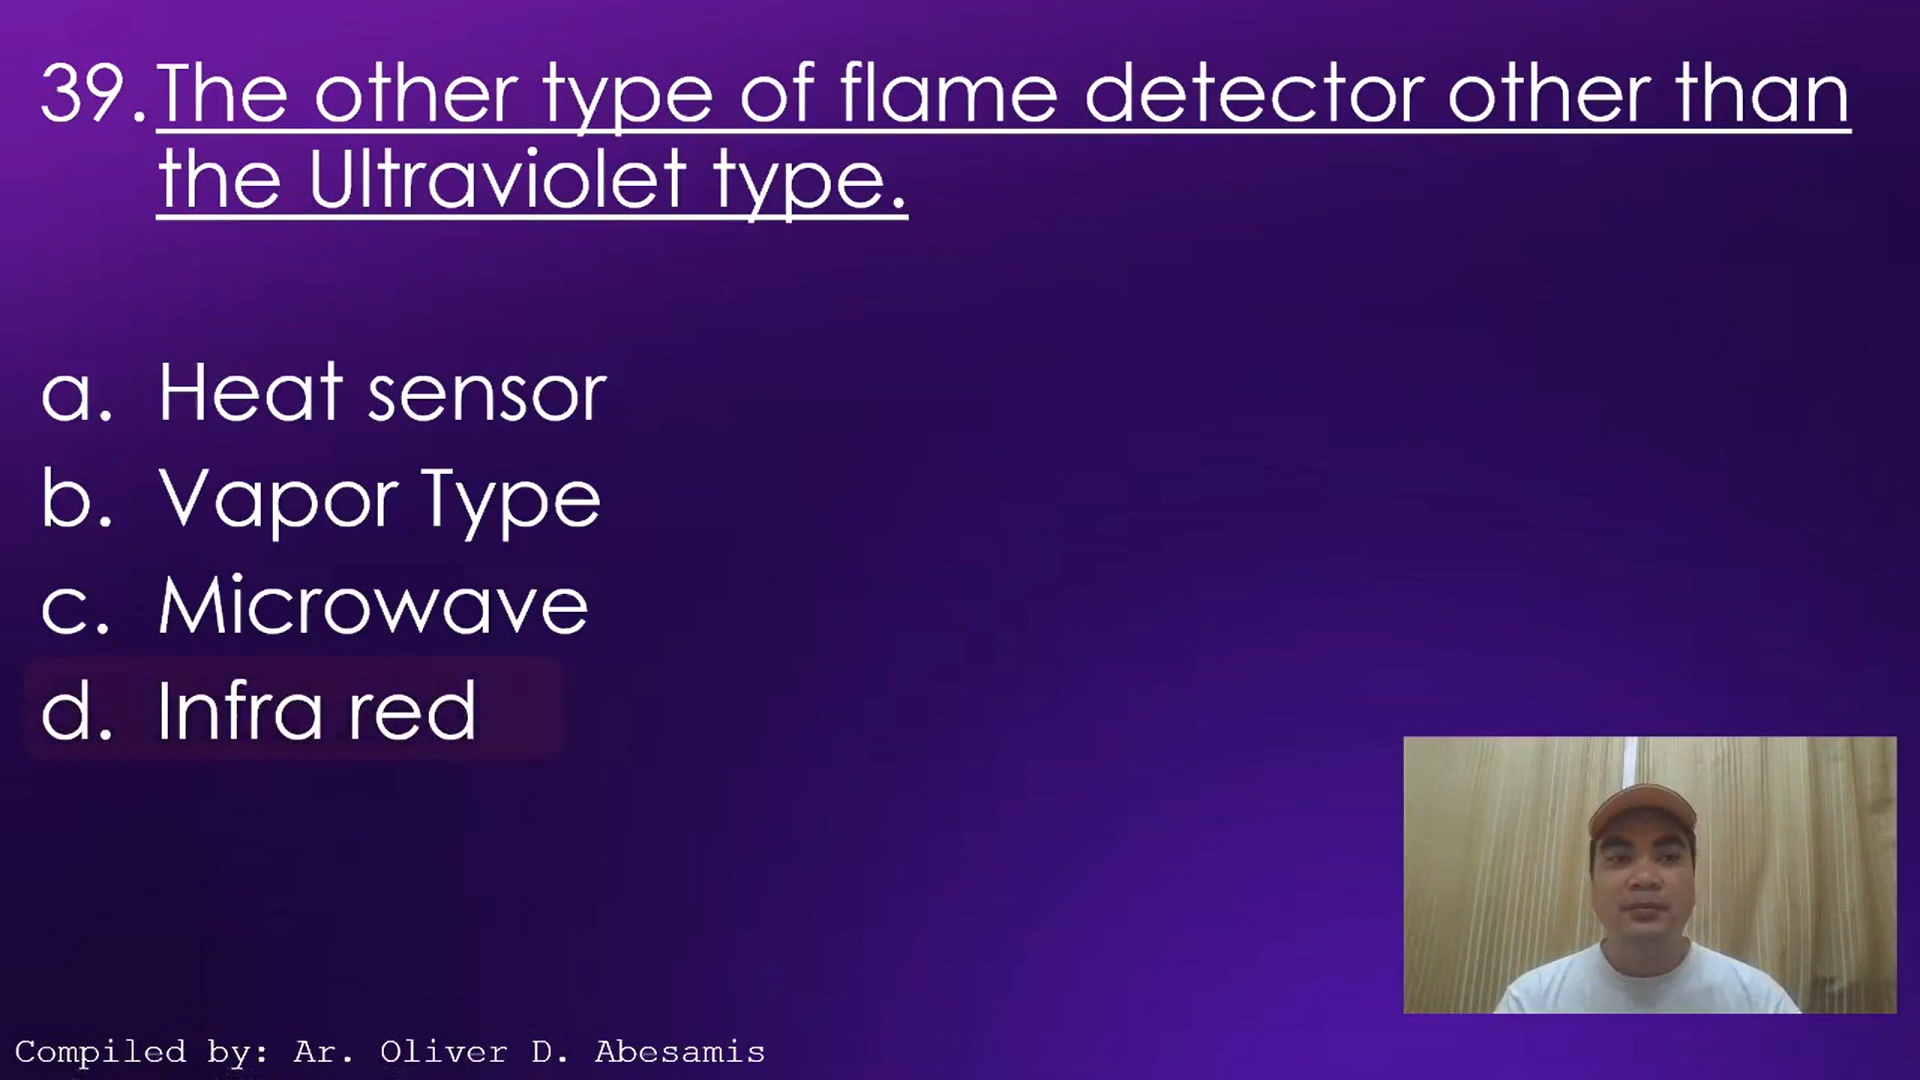 39. The other type of flame detector other than
the Ultraviolet type.
a. Heat sensor
b. Vapor Type
c. Microwave
d. Infra red
Compiled by: Ar. Oliver D. Abesamis